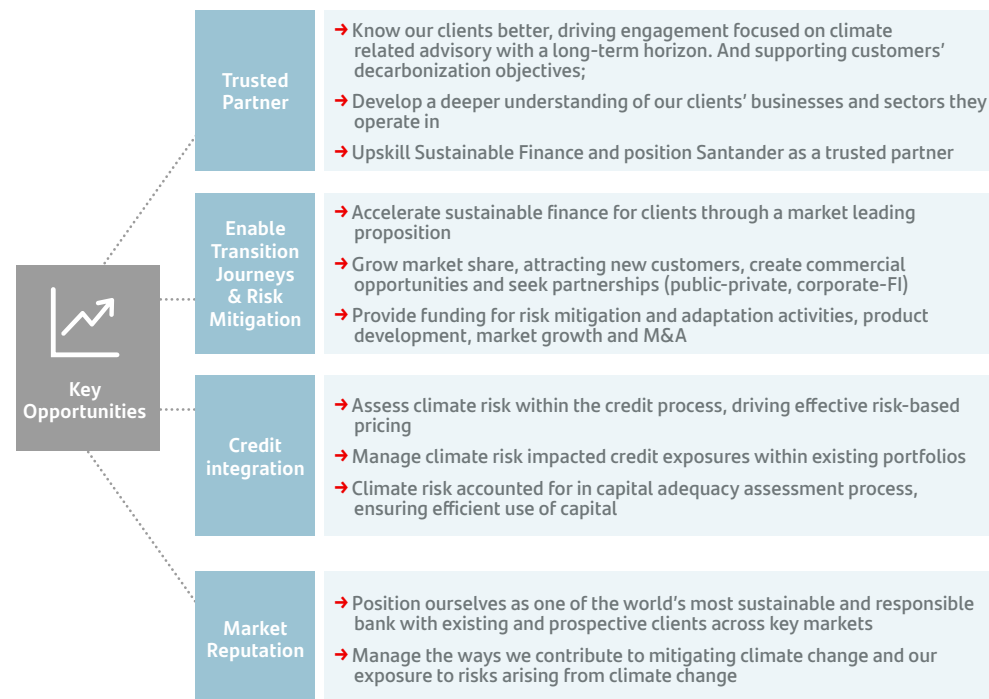 Key
Opportunities
Trusted
Partner
→ Know our clients better, driving engagement focused on climate
related advisory with a long-term horizon. And supporting customers’
decarbonization objectives;
→ Develop a deeper understanding of our clients’ businesses and sectors they
operate in
→ Upskill Sustainable Finance and position Santander as a trusted partner
Enable
Transition
Journeys
& Risk
Mitigation
→ Accelerate sustainable finance for clients through a market leading
proposition
→ Grow market share, attracting new customers, create commercial
opportunities and seek partnerships (public-private, corporate-FI)
→ Provide funding for risk mitigation and adaptation activities, product
development, market growth and M&A
Credit
integration
→ Assess climate risk within the credit process, driving effective risk-based
pricing
→ Manage climate risk impacted credit exposures within existing portfolios
→ Climate risk accounted for in capital adequacy assessment process,
ensuring efficient use of capital
Market
Reputation
→ Position ourselves as one of the world’s most sustainable and responsible
bank with existing and prospective clients across key markets
→ Manage the ways we contribute to mitigating climate change and our
exposure to risks arising from climate change